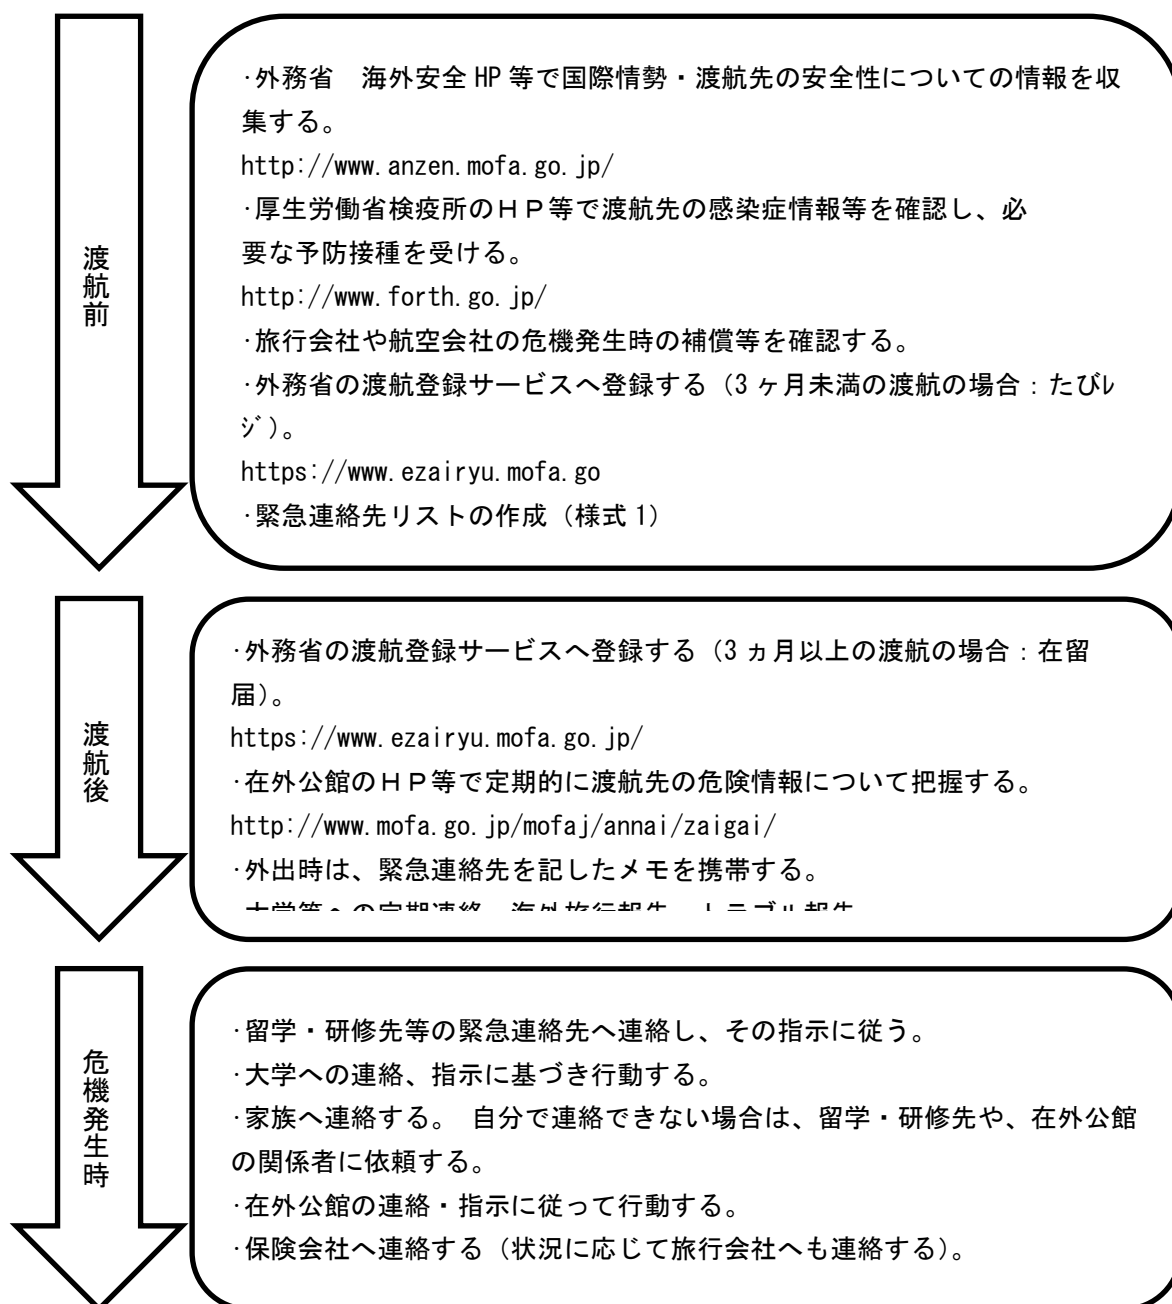 渡航前
·外務省　海外安全 HP 等で国際情勢・渡航先の安全性についての情報を収
集する。
http://www.anzen.mofa.go.jp/
·厚生労働省検疫所のＨＰ等で渡航先の感染症情報等を確認し、必
要な予防接種を受ける。
http://www.forth.go.jp/
·旅行会社や航空会社の危機発生時の補償等を確認する。
·外務省の渡航登録サービスへ登録する（3 ヶ月未満の渡航の場合：たびﾚ
ｼﾞ）。
https://www.ezairyu.mofa.go
·緊急連絡先リストの作成（様式 1）
渡航後
·外務省の渡航登録サービスへ登録する（3 ヵ月以上の渡航の場合：在留
届）。
https://www.ezairyu.mofa.go.jp/
·在外公館のＨＰ等で定期的に渡航先の危険情報について把握する。
http://www.mofa.go.jp/mofaj/annai/zaigai/
·外出時は、緊急連絡先を記したメモを携帯する。
危機発生時
·留学・研修先等の緊急連絡先へ連絡し、その指示に従う。
·大学への連絡、指示に基づき行動する。
·家族へ連絡する。 自分で連絡できない場合は、留学・研修先や、在外公館
の関係者に依頼する。
·在外公館の連絡・指示に従って行動する。
·保険会社へ連絡する（状況に応じて旅行会社へも連絡する）。